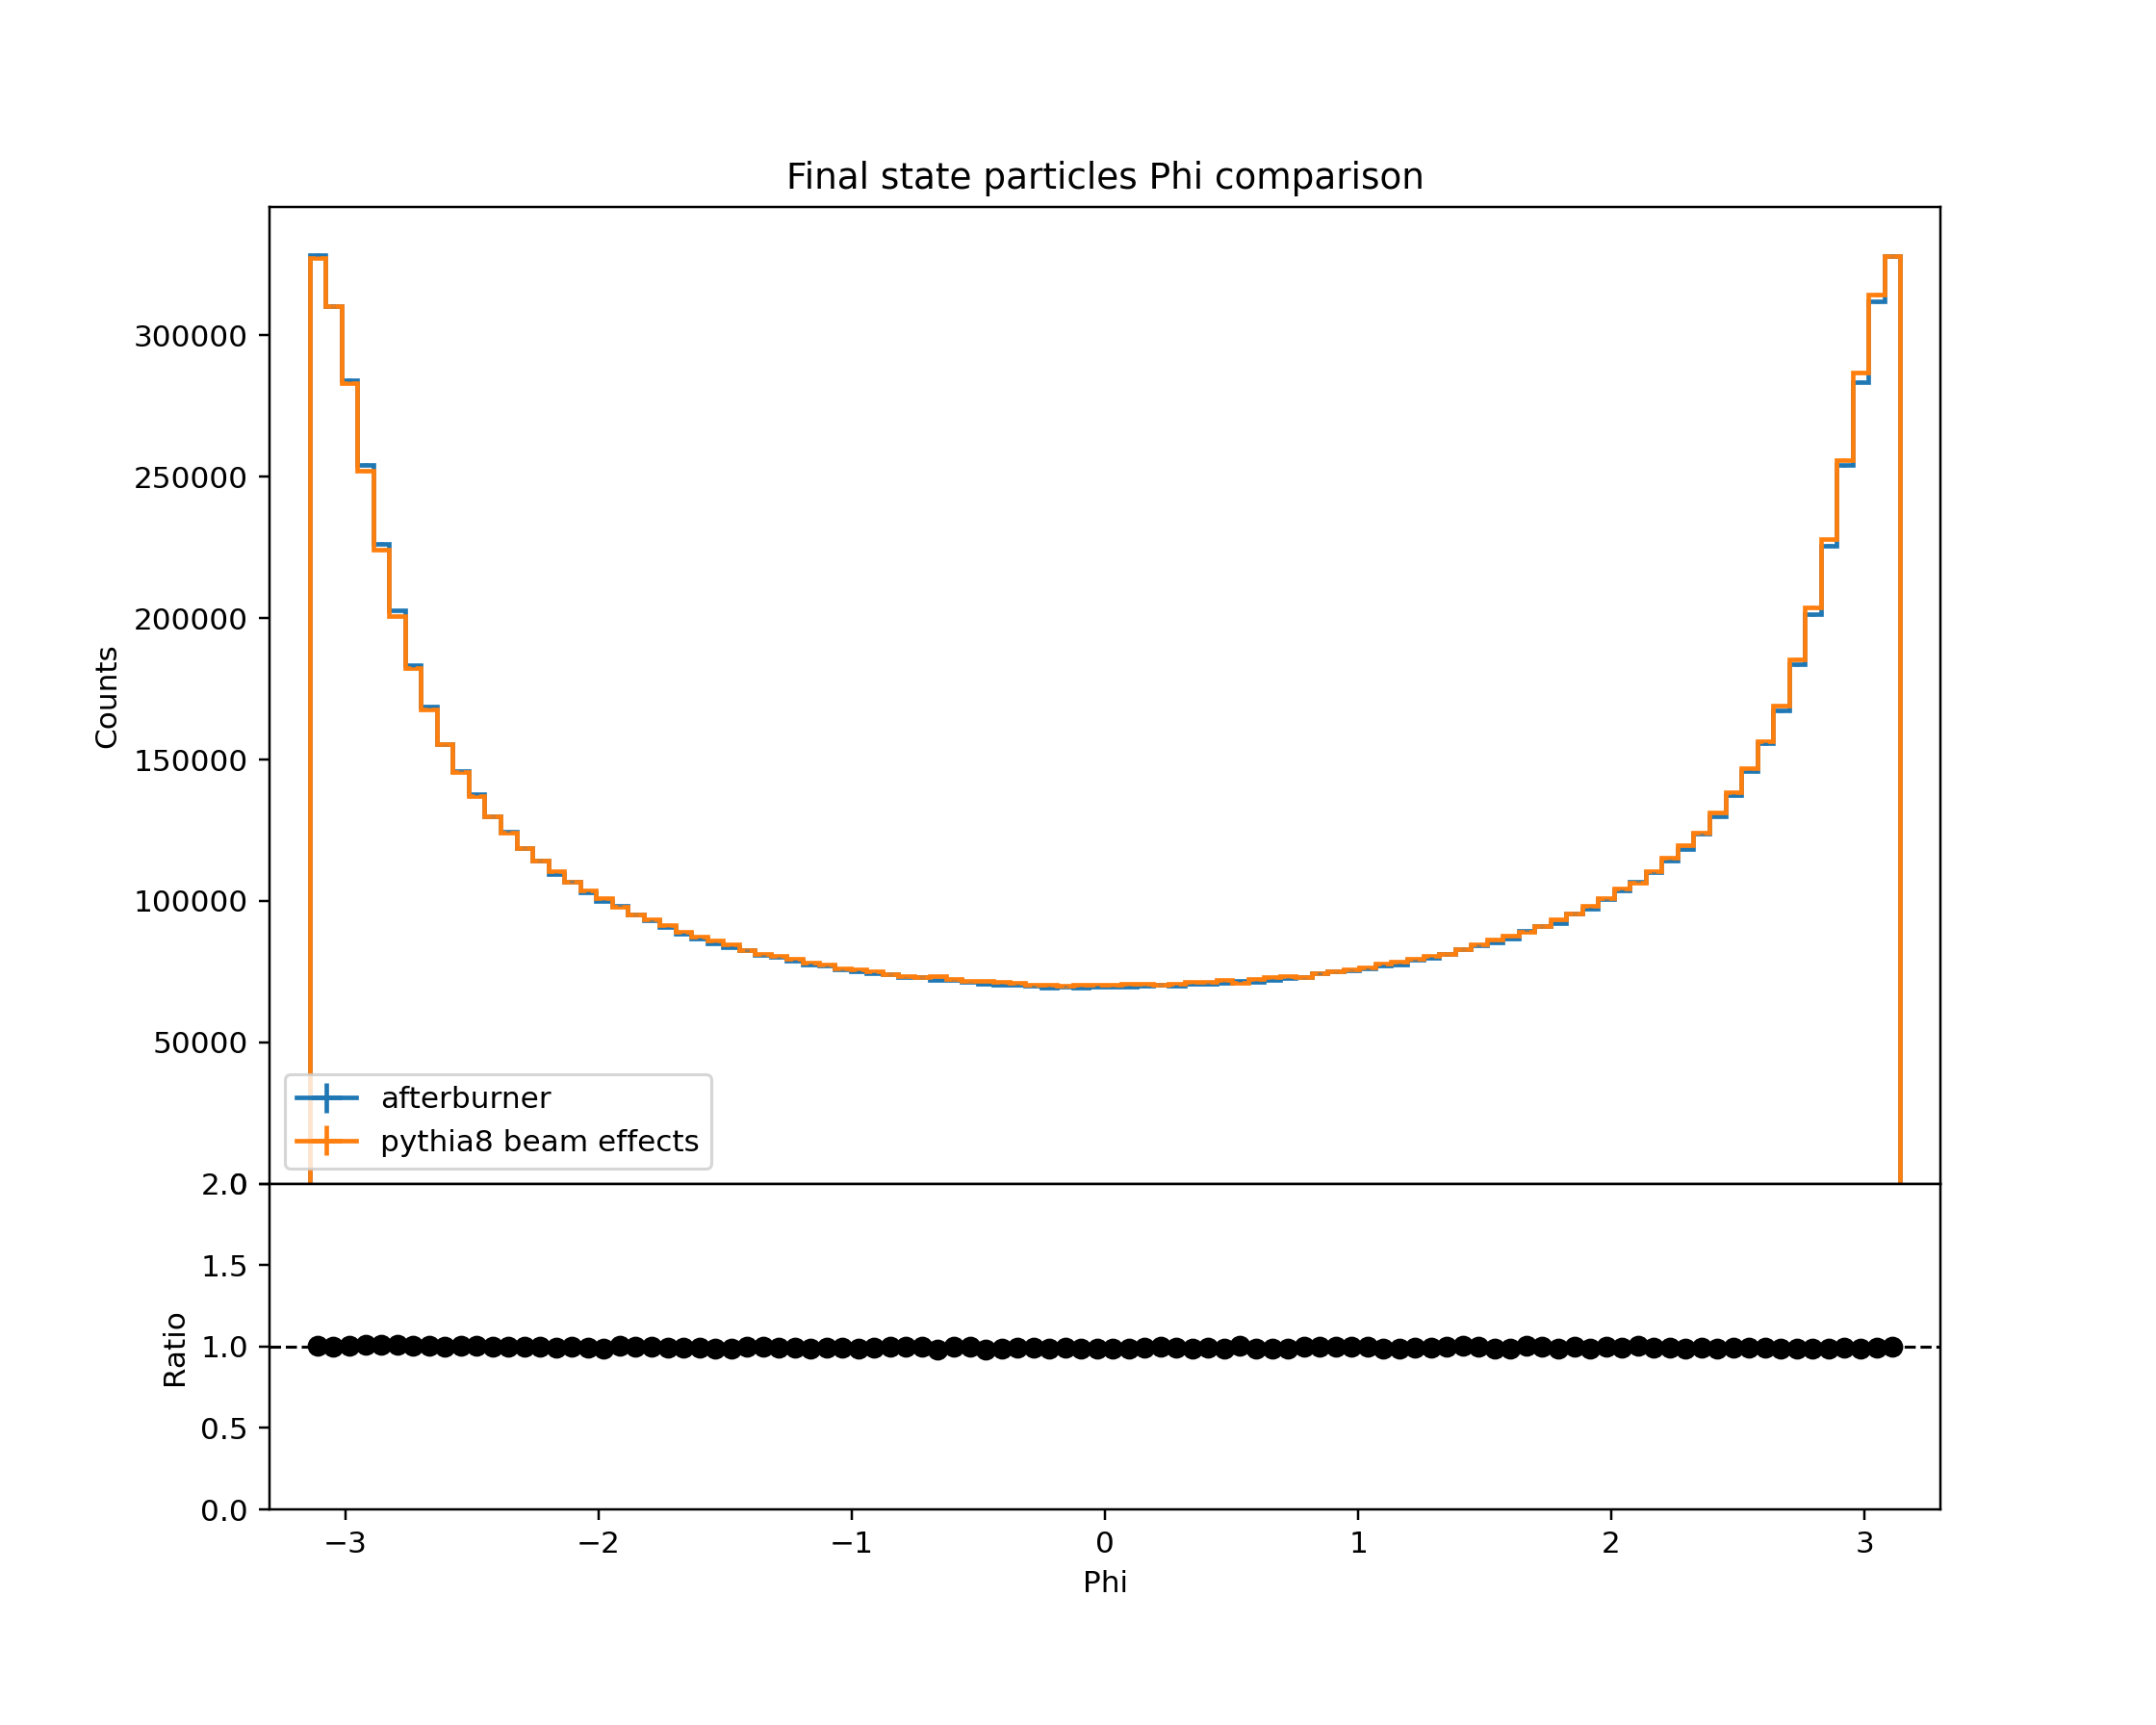 Final state particles Phi comparison
300000
250000
200000
150000
100000
50000
Counts
afterburner
pythia8 beam effects
2.0
1.5
1.0
0.5
0.0
Ratio
−3 −2 −1 0 1 2 3
Phi